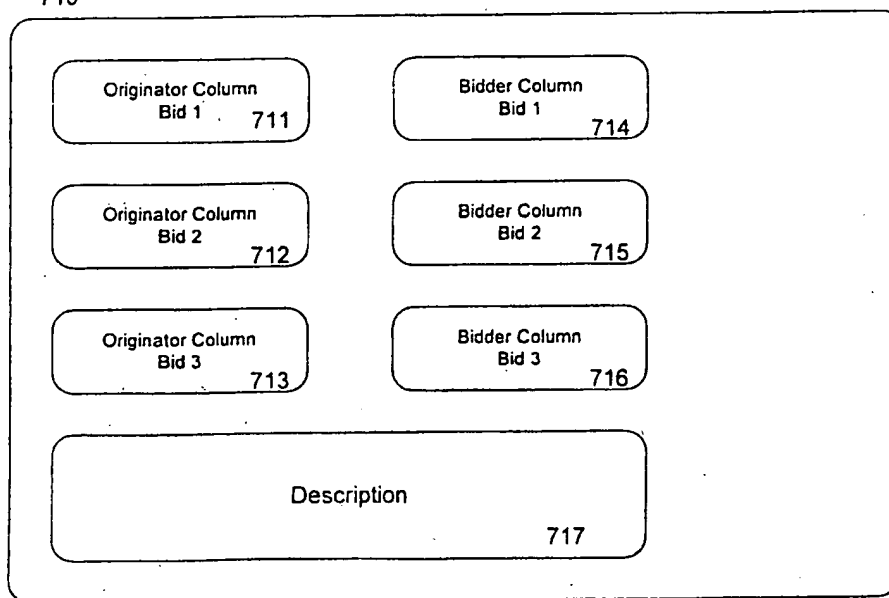 Originator Column
Bid 1
711
Bidder Column
Bid 1
714
Originator Column
Bid 2
712
Bidder Column
Bid 2
715
Originator Column
Bid 3
713
Bidder Column
Bid 3
716
Description
717